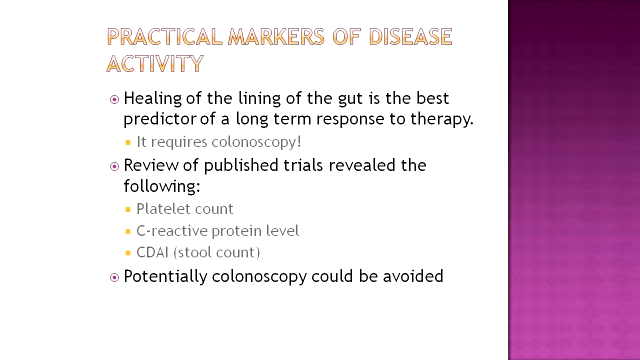 PRACTICAL MARKERS OF DISEASE
ACTIVITY
Healing of the lining of the gut is the best
predictor of a long term response to therapy.
It requires colonoscopy!
Review of published trials revealed the
following:
Platelet count
C-reactive protein level
CDAI (stool count)
Potentially colonoscopy could be avoided